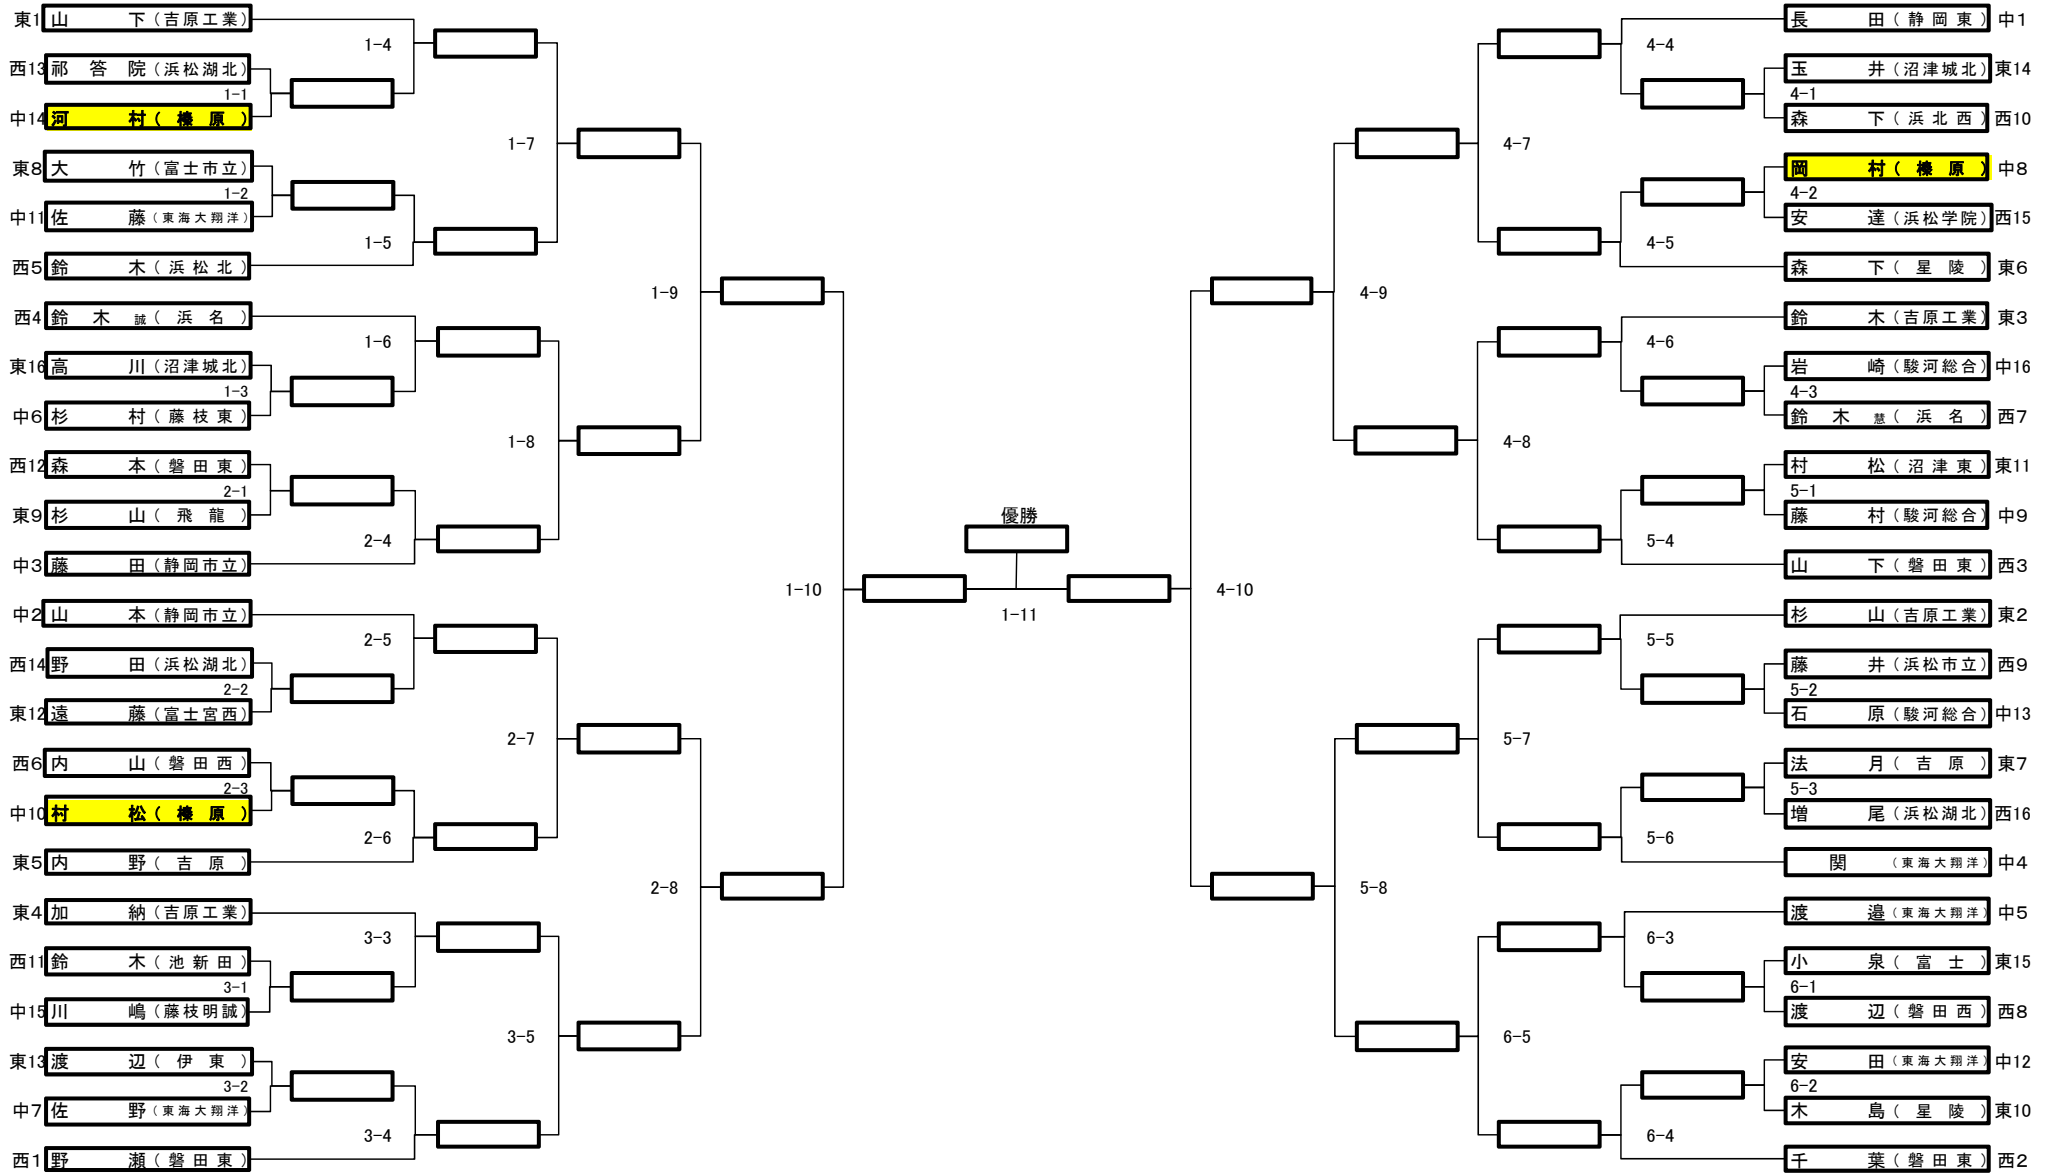 東1 山下(吉原工業)
1-4
西13 祁答院(浜松湖北)
1-1
中14 河村(榛原)
1-7
東8 大竹(富士市立)
1-2
中11 佐藤(東海大翔洋)
1-5
西5 鈴木(浜松北)
1-9
西4 鈴木誠(浜名)
1-6
東16 高川(沼津城北)
1-3
中6 杉村(藤枝東)
1-8
西12 森本(磐田東)
2-1
東9 杉山(飛龍)
2-4
中3 藤田(静岡市立)
1-10
中2 山本(静岡市立)
2-5
西14 野田(浜松湖北)
2-2
東12 遠藤(富士宮西)
2-7
西6 内山(磐田西)
2-3
中10 村松(榛原)
2-6
東5 内野(吉原)
2-8
東4 加納(吉原工業)
3-3
西11 鈴木(池新田)
3-1
中15 川嶋(藤枝明誠)
3-5
東13 渡辺(伊東)
3-2
中7 佐野(東海大翔洋)
3-4
西1 野瀬(磐田東)
優勝
1-11
長田(静岡東) 中1
4-4
玉井(沼津城北) 東14
4-1
森下(浜北西) 西10
4-7
岡村(榛原) 中8
4-2
安達(浜松学院) 西15
4-5
森下(星陵) 東6
4-9
鈴木(吉原工業) 東3
4-6
岩崎(駿河総合) 中16
4-3
鈴木慧(浜名) 西7
4-8
村松(沼津東) 東11
5-1
藤村(駿河総合) 中9
5-4
山下(磐田東) 西3
4-10
杉山(吉原工業) 東2
5-5
藤井(浜松市立) 西9
5-2
石原(駿河総合) 中13
5-7
法月(吉原) 東7
5-3
増尾(浜松湖北) 西16
5-6
関(東海大翔洋) 中4
5-8
渡邉(東海大翔洋) 中5
6-3
小泉(富士) 東15
6-1
渡辺(磐田西) 西8
6-5
安田(東海大翔洋) 中12
6-2
木島(星陵) 東10
6-4
千葉(磐田東) 西2